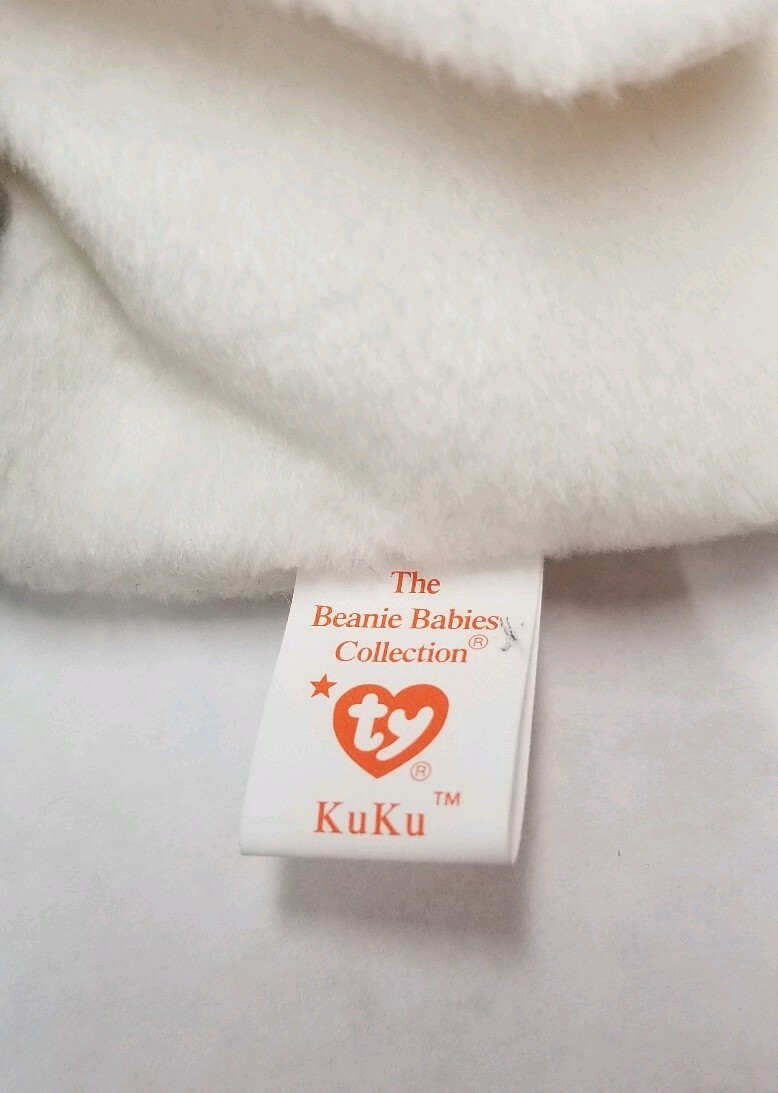 The
Beanie Babies
Collection®
ty
®
KuKu™